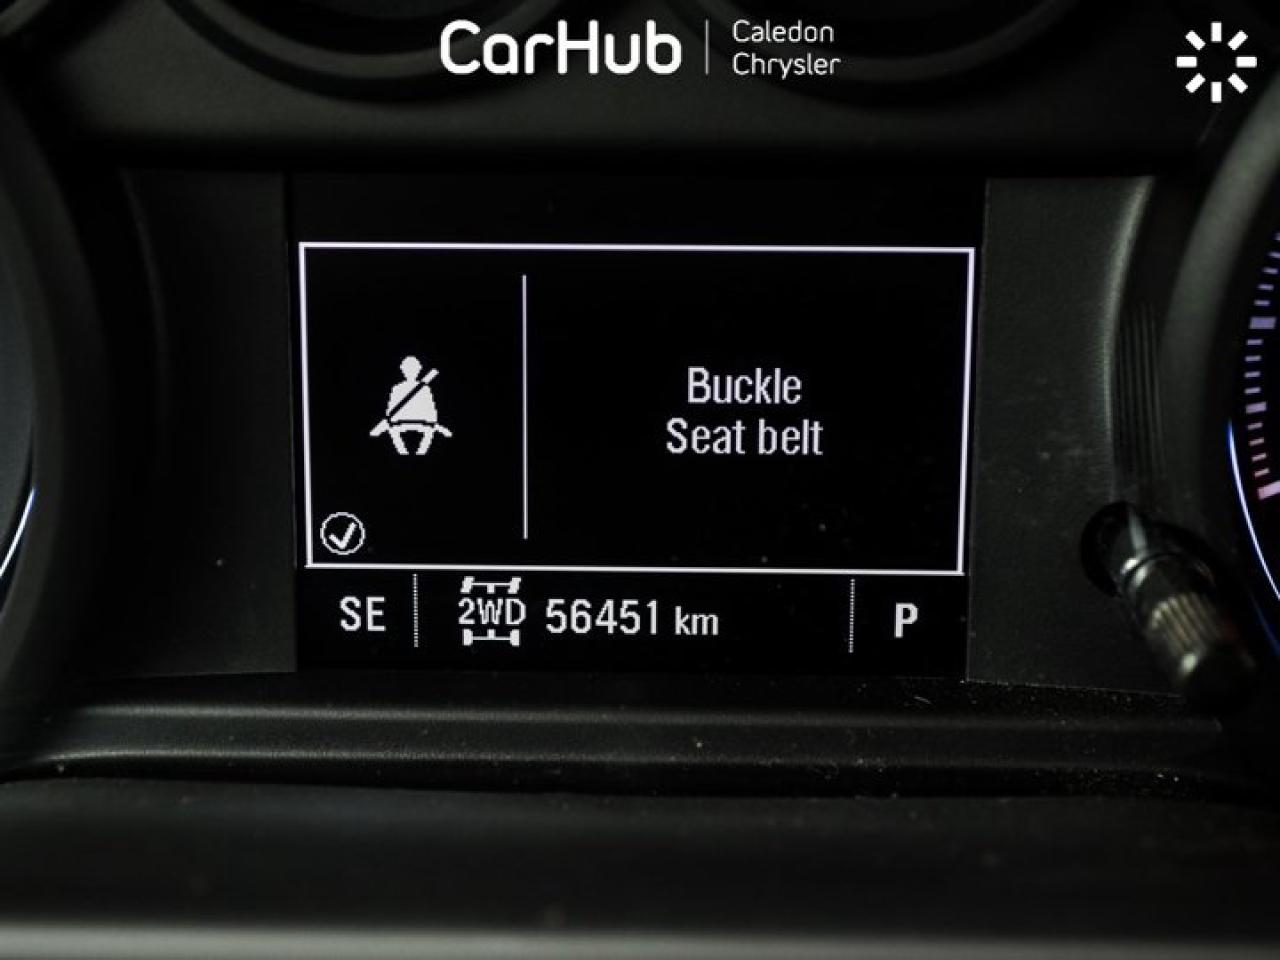 CarHub
Caledon
Chrysler
Buckle
Seat belt
SE 2WD 56451 km P